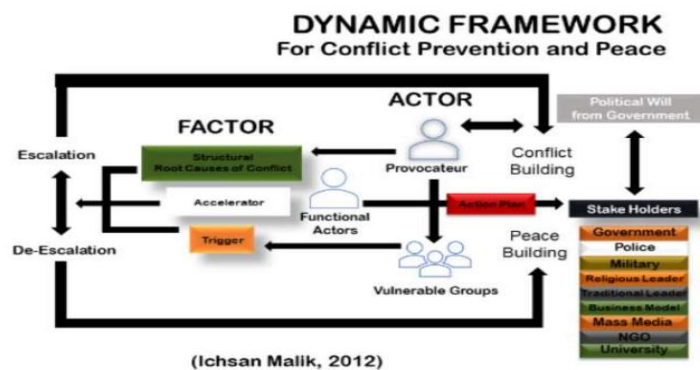 DYNAMIC FRAMEWORK
For Conflict Prevention and Peace
ACTOR
FACTOR
Political Will
from Government
Escalation
Structural
Root Causes of Conflict
Provocateur
Conflict
Building
Accelerator
Functional
Actors
Action Plan
Stake Holders
Trigger
De-Escalation
Peace
Building
Vulnerable Groups
Government
Police
Military
Religious Leader
Traditional Leader
Business Model
Mass Media
NGO
University
(Ichsan Malik, 2012)